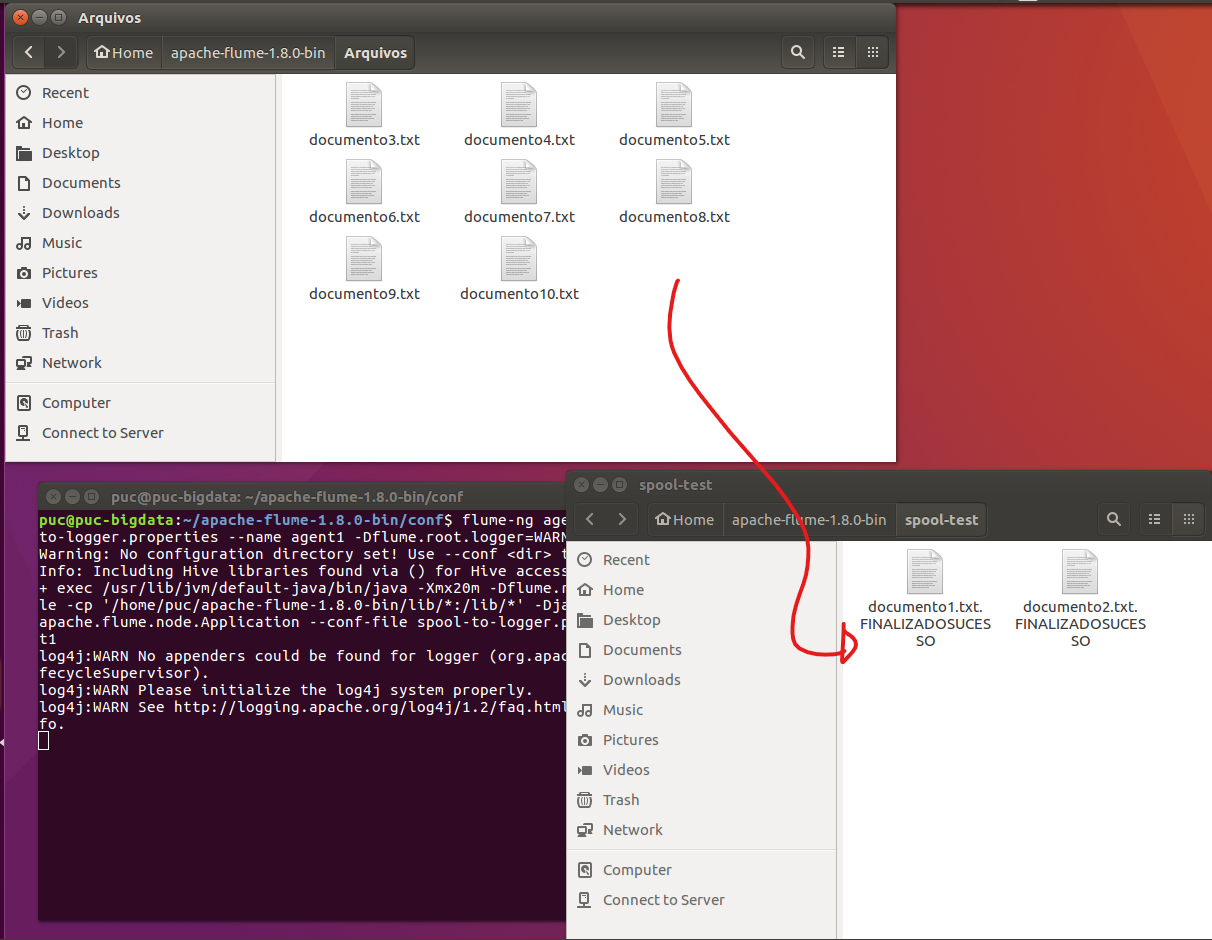 Arquivos
Home apache-flume-1.8.0-bin Arquivos
Recent
Home
Desktop
Documents
Downloads
Music
Pictures
Videos
Trash
Network
Computer
Connect to Server
documento3.txt documento4.txt documento5.txt
documento6.txt documento7.txt documento8.txt
documento9.txt documento10.txt
puc@puc-bigdata: ~/apache-flume-1.8.0-bin/conf
puc@puc-bigdata:~/apache-flume-1.8.0-bin/conf$ flume-ng age
to-logger.properties --name agent1 -Dflume.root.logger=WARN
Warning: No configuration directory set! Use --conf <dir> t
Info: Including Hive libraries found via () for Hive access
+ exec /usr/lib/jvm/default-java/bin/java -Xmx20m -Dflume.r
le -cp '/home/puc/apache-flume-1.8.0-bin/lib/*:/lib/*' -Dja
apache.flume.node.Application --conf-file spool-to-logger.p
t1
log4j:WARN No appenders could be found for logger (org.apac
fecycleSupervisor).
log4j:WARN Please initialize the log4j system properly.
log4j:WARN See http://logging.apache.org/log4j/1.2/faq.html
fo.
spool-test
Home apache-flume-1.8.0-bin spool-test
Recent
Home
Desktop
Documents
Downloads
Music
Pictures
Videos
Trash
Network
Computer
Connect to Server
documento1.txt. documento2.txt.
FINALIZADOSUCES FINALIZADOSUCES
SO SO